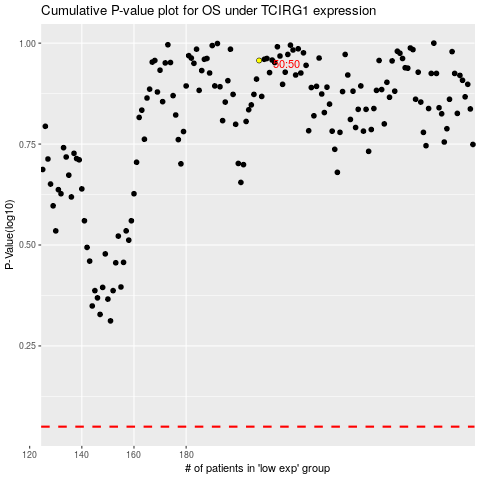 Cumulative P-value plot for OS under TCIRG1 expression
P-Value(log10)
1.00
0.75
0.50
0.25
50:50
120 140 150 160 180
# of patients in 'low exp' group